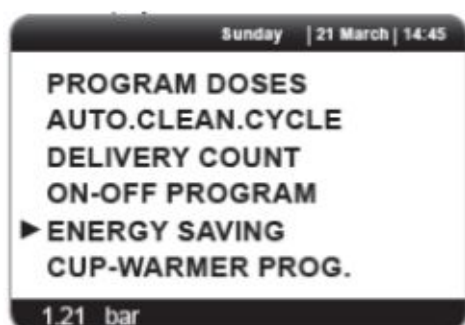 Sunday | 21 March | 14:45
PROGRAM DOSES
AUTO.CLEAN.CYCLE
DELIVERY COUNT
ON-OFF PROGRAM
ENERGY SAVING
CUP-WARMER PROG.
1.21 bar